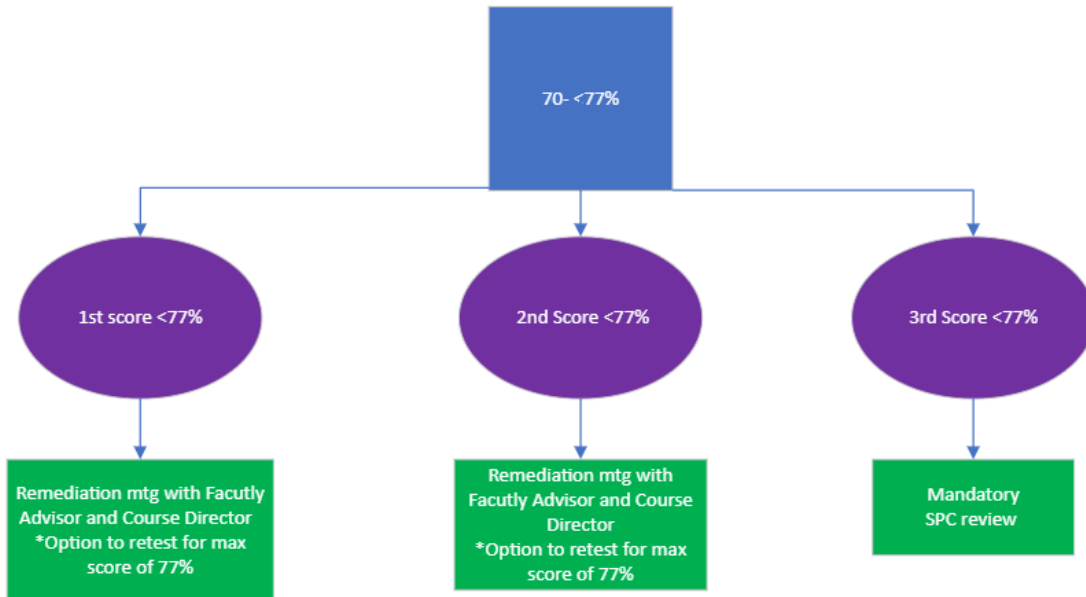 70- <77%
1st score <77%
2nd Score <77%
3rd Score <77%
Remediation mtg with Facutly
Advisor and Course Director
*Option to retest for max
score of 77%
Remediation mtg with
Facutly Advisor and Course
Director
*Option to retest for max
score of 77%
Mandatory
SPC review